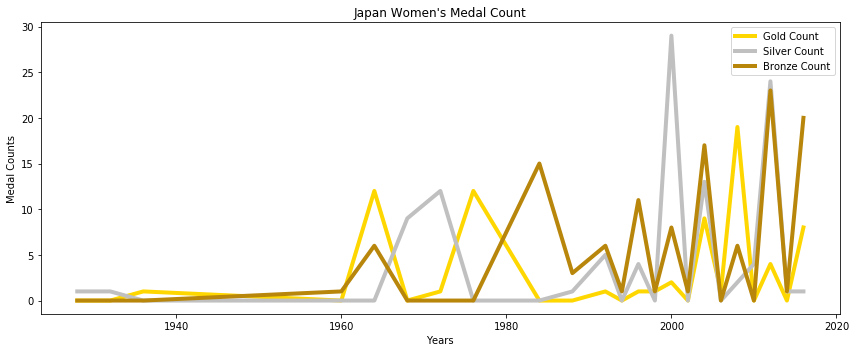 Japan Women's Medal Count
30
25
20
15
10
5
0
Medal Counts
Gold Count
Silver Count
Bronze Count
1940
1960
1980
2000
2020
Years